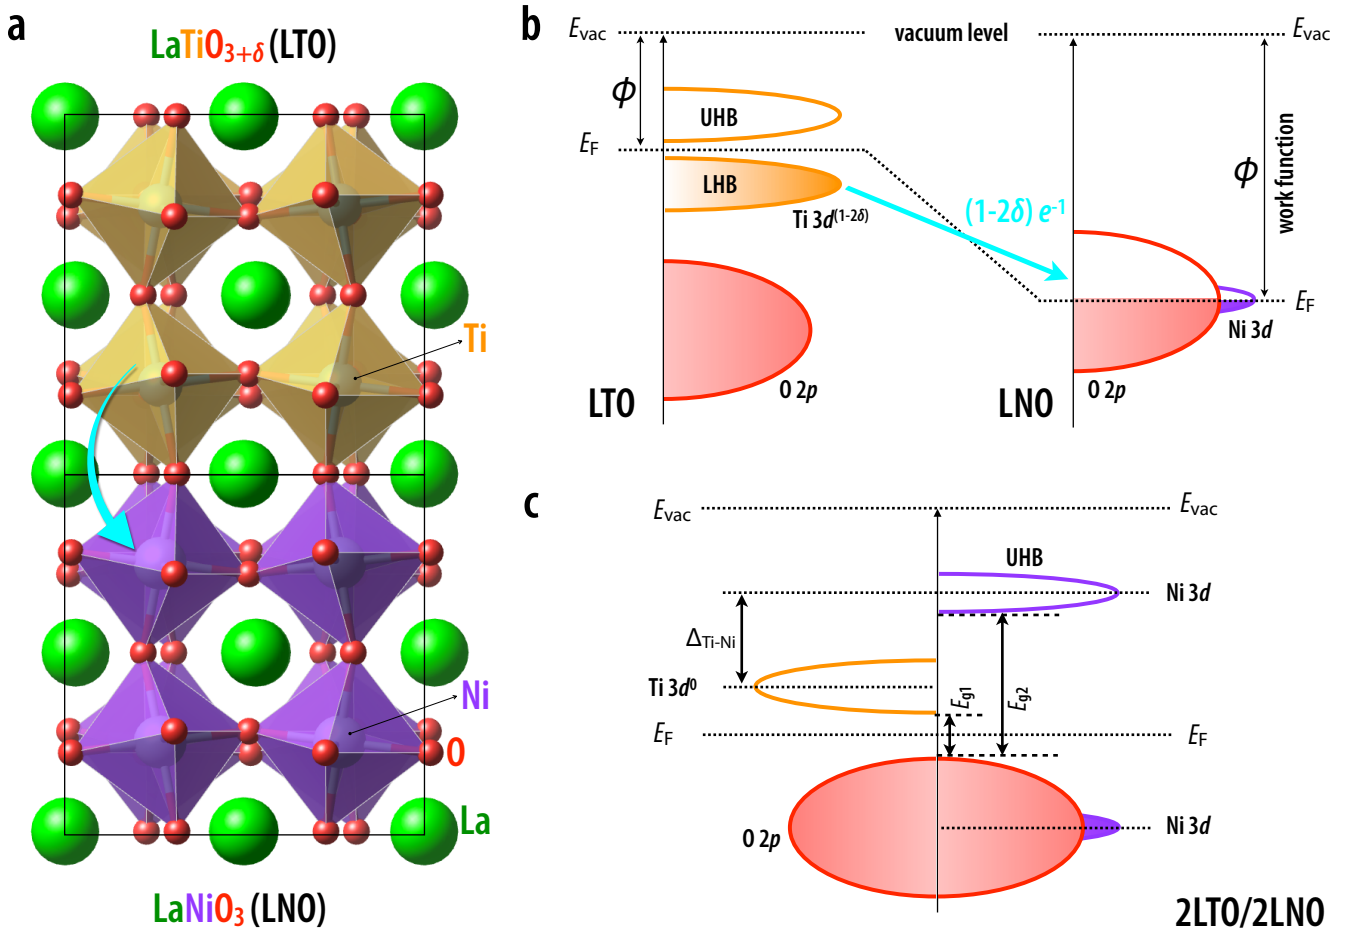 a
LaTiO3+δ (LTO)
Ti
Ni
O
La
LaNiO3 (LNO)
b
Evac
vacuum level
Evac
ϕ
UHB
EF
LHB
Ti 3d(1-2δ)
(1-2δ) e-1
ϕ
work function
EF
Ni 3d
O 2p
O 2p
LTO
LNO
c
Evac
Evac
UHB
Ni 3d
ΔTi-Ni
Ti 3d0
Eg1
Eg2
EF
EF
O 2p
Ni 3d
2LTO/2LNO